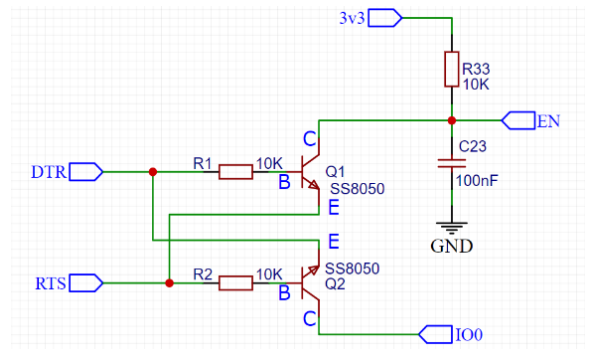 3v3
R33
10K
EN
C
C23
DTR
R1
10K
Q1
B
SS8050
100nF
E
GND
E
SS8050
RTS
R2
10K
Q2
B
C
IO0